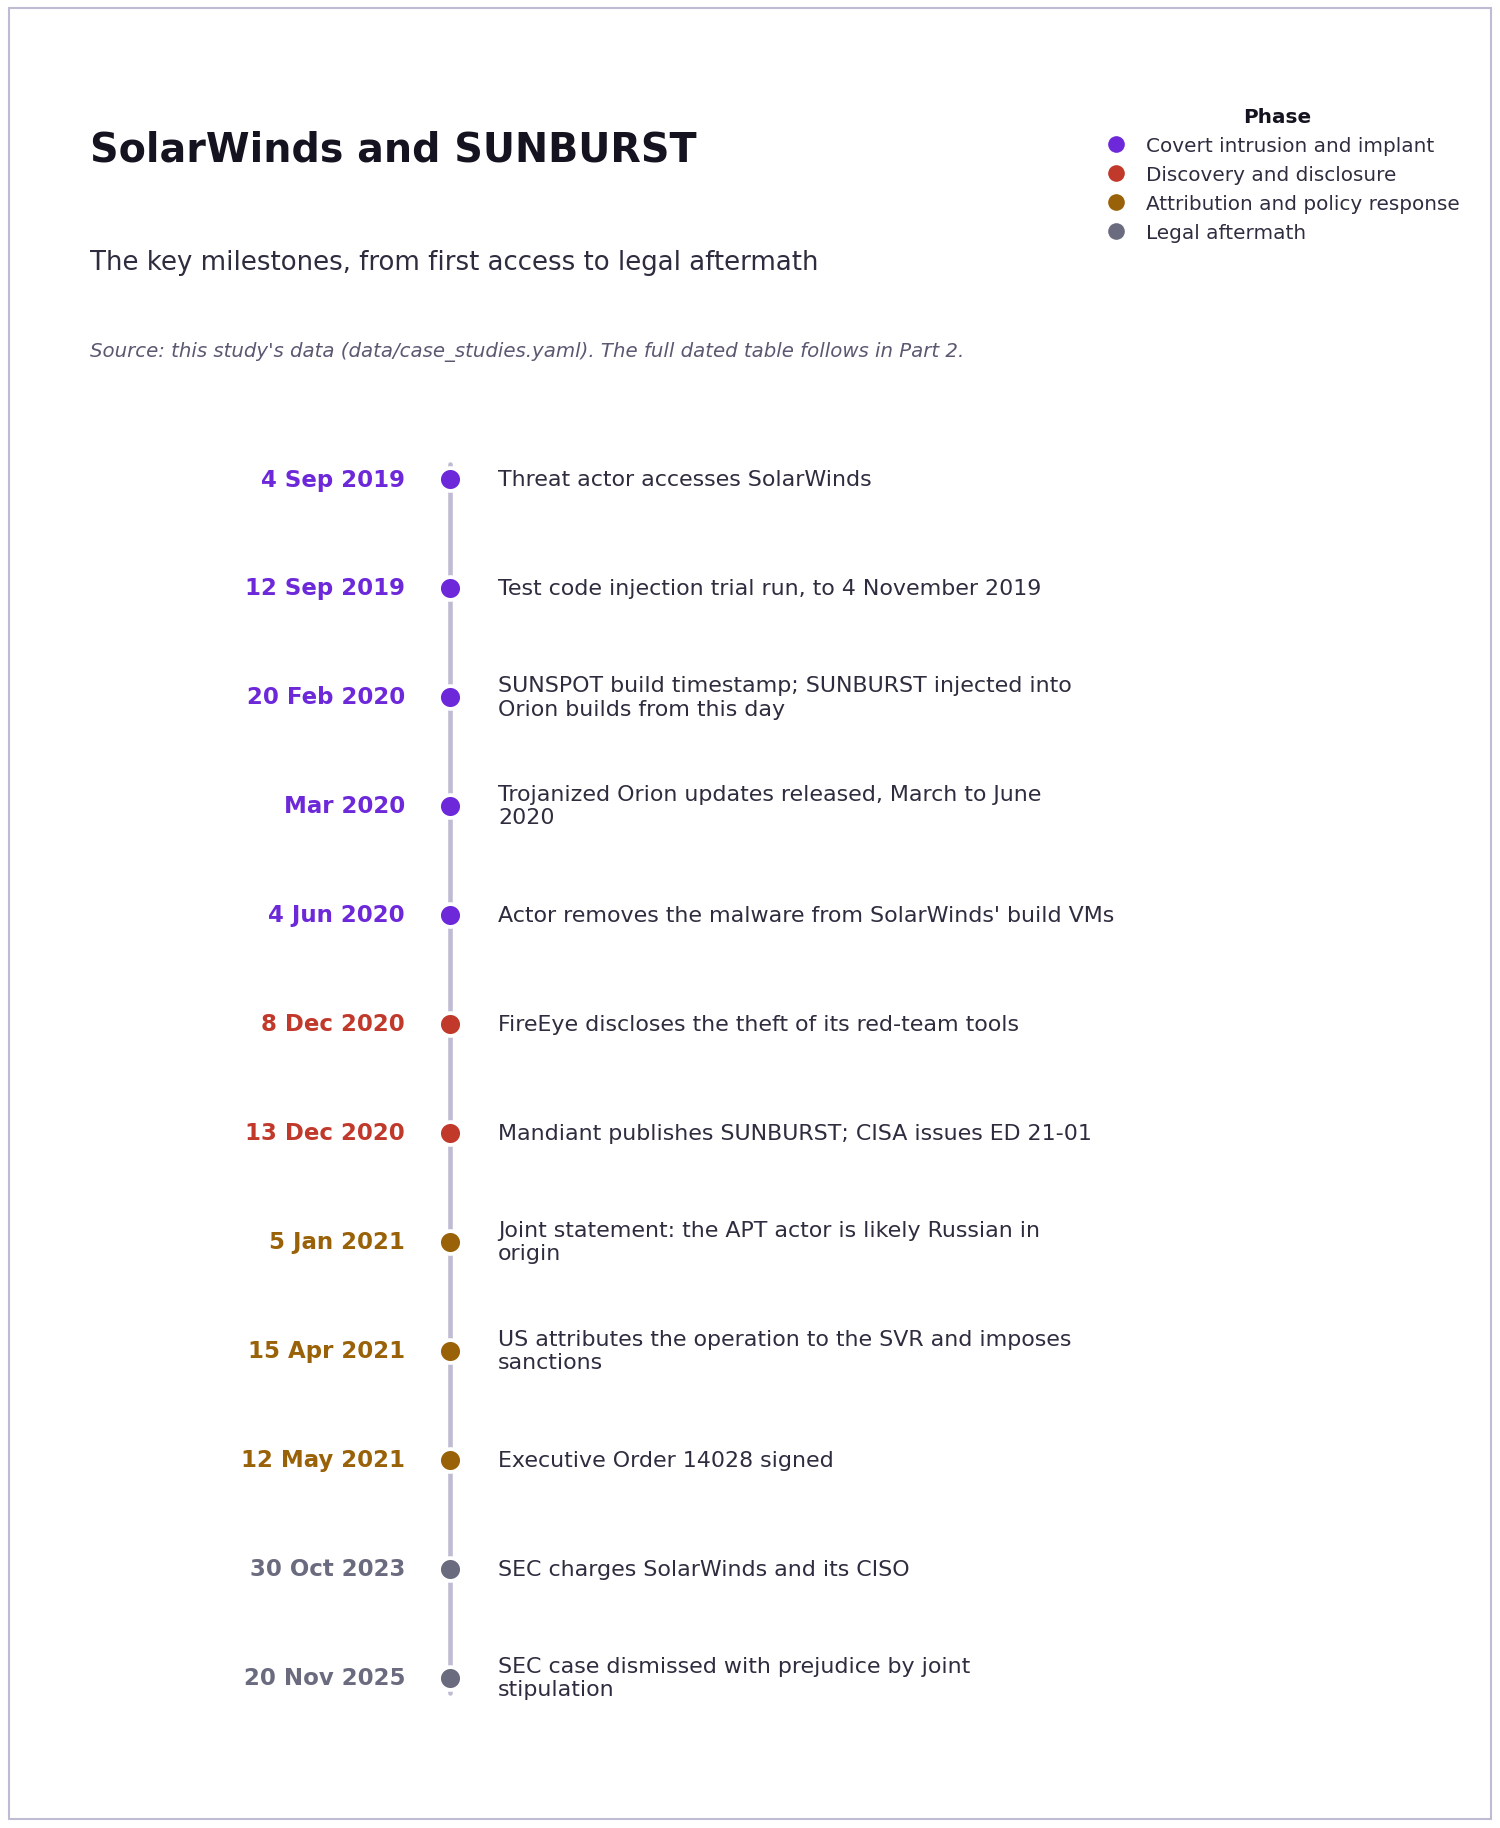 SolarWinds and SUNBURST
Phase
Covert intrusion and implant
Discovery and disclosure
Attribution and policy response
Legal aftermath
The key milestones, from first access to legal aftermath
Source: this study's data (data/case_studies.yaml). The full dated table follows in Part 2.
4 Sep 2019
Threat actor accesses SolarWinds
12 Sep 2019
Test code injection trial run, to 4 November 2019
20 Feb 2020
SUNSPOT build timestamp; SUNBURST injected into
Orion builds from this day
Mar 2020
Trojanized Orion updates released, March to June
2020
4 Jun 2020
Actor removes the malware from SolarWinds' build VMs
8 Dec 2020
FireEye discloses the theft of its red-team tools
13 Dec 2020
Mandiant publishes SUNBURST; CISA issues ED 21-01
5 Jan 2021
Joint statement: the APT actor is likely Russian in
origin
15 Apr 2021
US attributes the operation to the SVR and imposes
sanctions
12 May 2021
Executive Order 14028 signed
30 Oct 2023
SEC charges SolarWinds and its CISO
20 Nov 2025
SEC case dismissed with prejudice by joint
stipulation